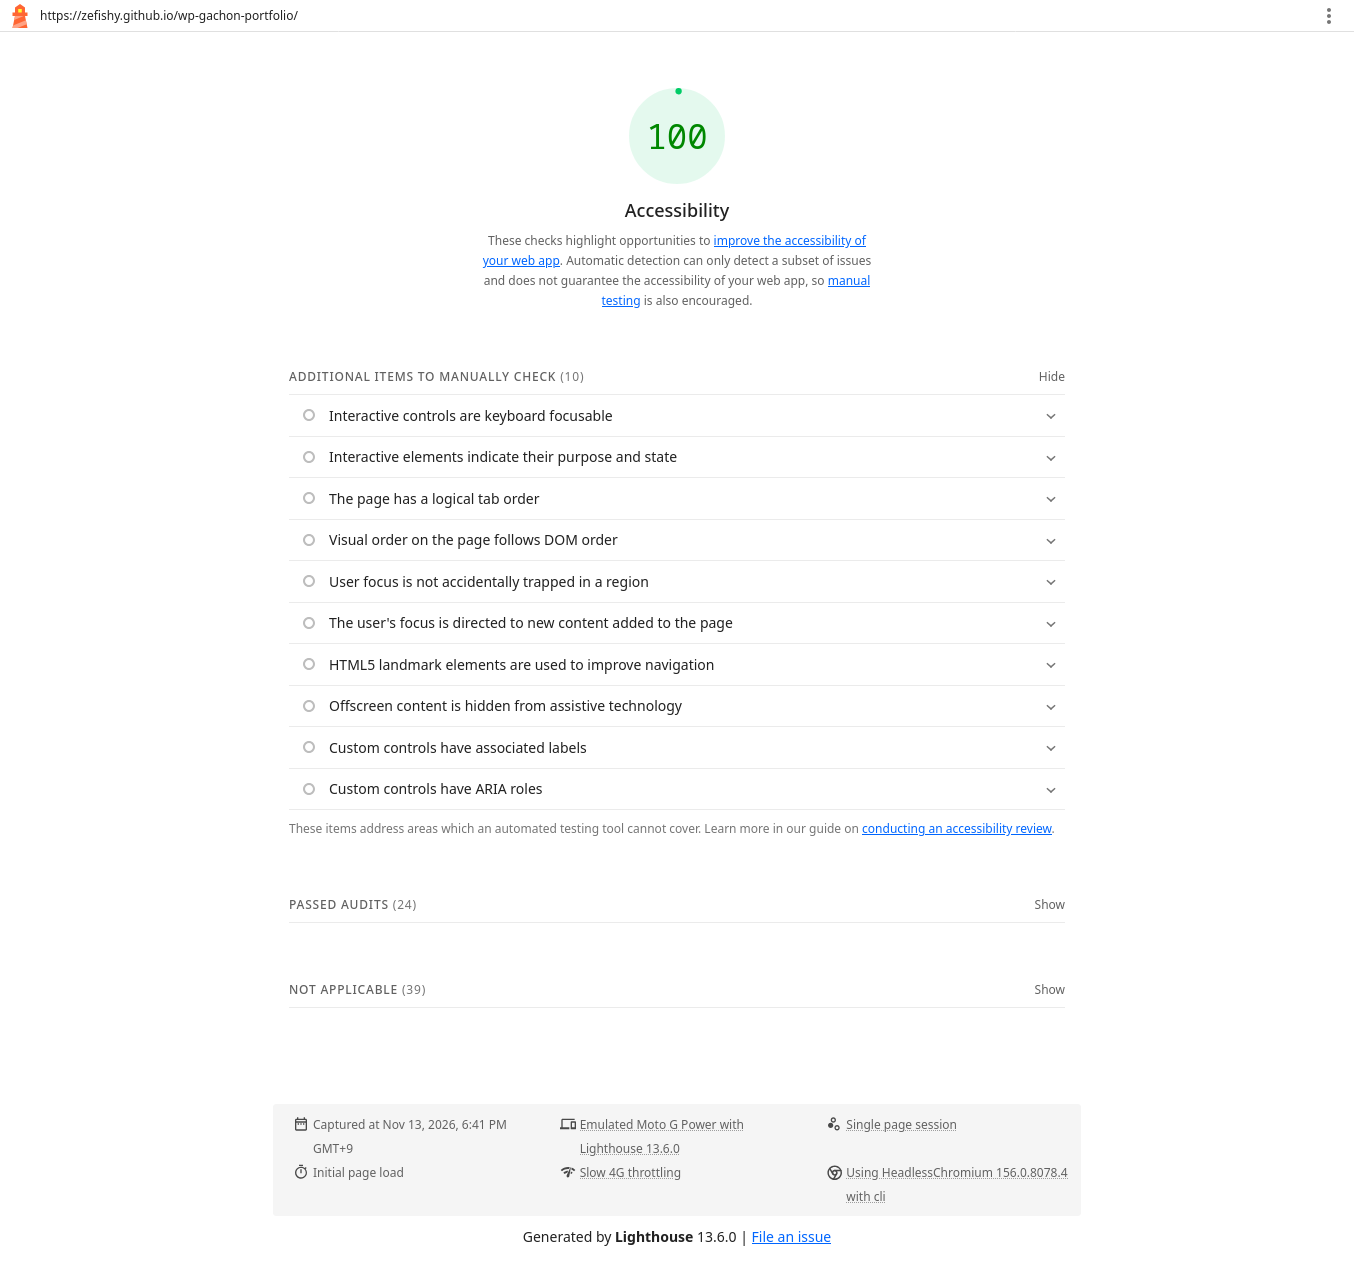 https://zefishy.github.io/wp-gachon-portfolio/
100
Accessibility
These checks highlight opportunities to improve the accessibility of
your web app. Automatic detection can only detect a subset of issues
and does not guarantee the accessibility of your web app, so manual
testing is also encouraged.
ADDITIONAL ITEMS TO MANUALLY CHECK (10) Hide
Interactive controls are keyboard focusable
Interactive elements indicate their purpose and state
The page has a logical tab order
Visual order on the page follows DOM order
User focus is not accidentally trapped in a region
The user's focus is directed to new content added to the page
HTML5 landmark elements are used to improve navigation
Offscreen content is hidden from assistive technology
Custom controls have associated labels
Custom controls have ARIA roles
These items address areas which an automated testing tool cannot cover. Learn more in our guide on conducting an accessibility review.
PASSED AUDITS (24) Show
NOT APPLICABLE (39) Show
Captured at Nov 13, 2026, 6:41 PM
GMT+9
Emulated Moto G Power with
Lighthouse 13.6.0
Single page session
Initial page load
Slow 4G throttling
Using HeadlessChromium 156.0.8078.4
with cli
Generated by Lighthouse 13.6.0 | File an issue